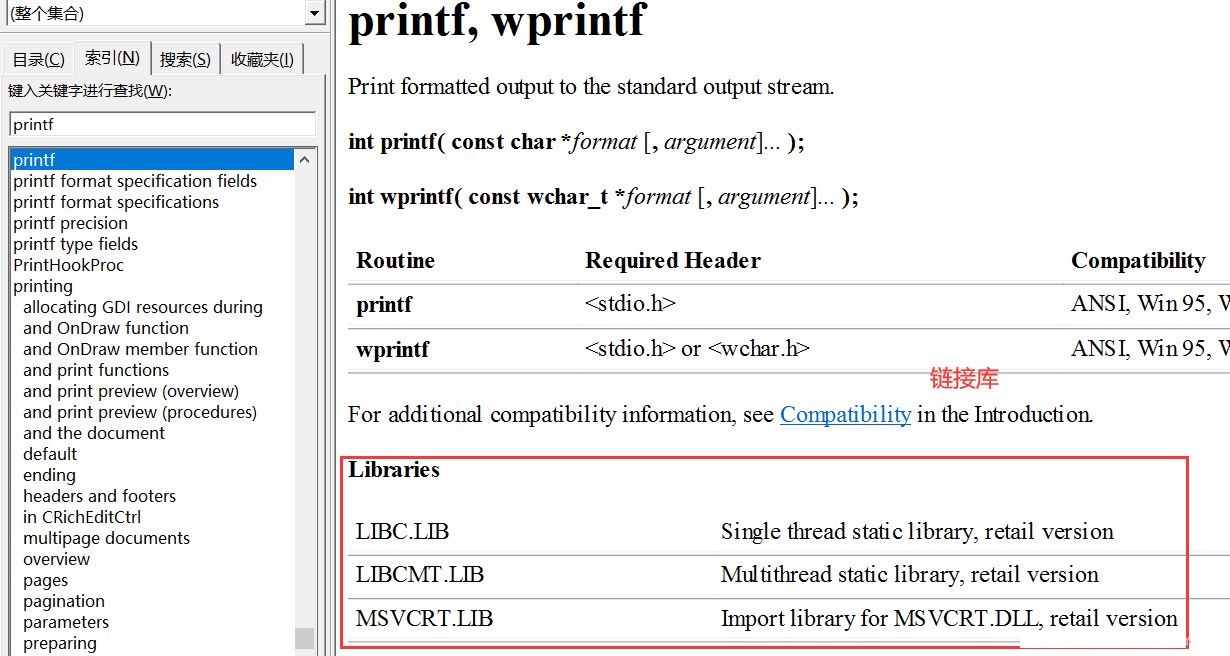 (整个集合)
目录(C) 索引(N) 搜索(S) 收藏夹(I)
键入关键字进行查找(W):
printf
printf
printf format specification fields
printf format specifications
printf precision
printf type fields
PrintHookProc
printing
allocating GDI resources during
and OnDraw function
and OnDraw member function
and print functions
and print preview (overview)
and print preview (procedures)
and the document
default
ending
headers and footers
in CRichEditCtrl
multipage documents
overview
pages
pagination
parameters
preparing
printf, wprintf
Print formatted output to the standard output stream.
int printf( const char *format [, argument]... );
int wprintf( const wchar_t *format [, argument]... );
Routine Required Header Compatibility
printf <stdio.h> ANSI, Win 95, W
wprintf <stdio.h> or <wchar.h> ANSI, Win 95, W
链接库
For additional compatibility information, see Compatibility in the Introduction.
Libraries
LIBC.LIB Single thread static library, retail version
LIBCMT.LIB Multithread static library, retail version
MSVCRT.LIB Import library for MSVCRT.DLL, retail version